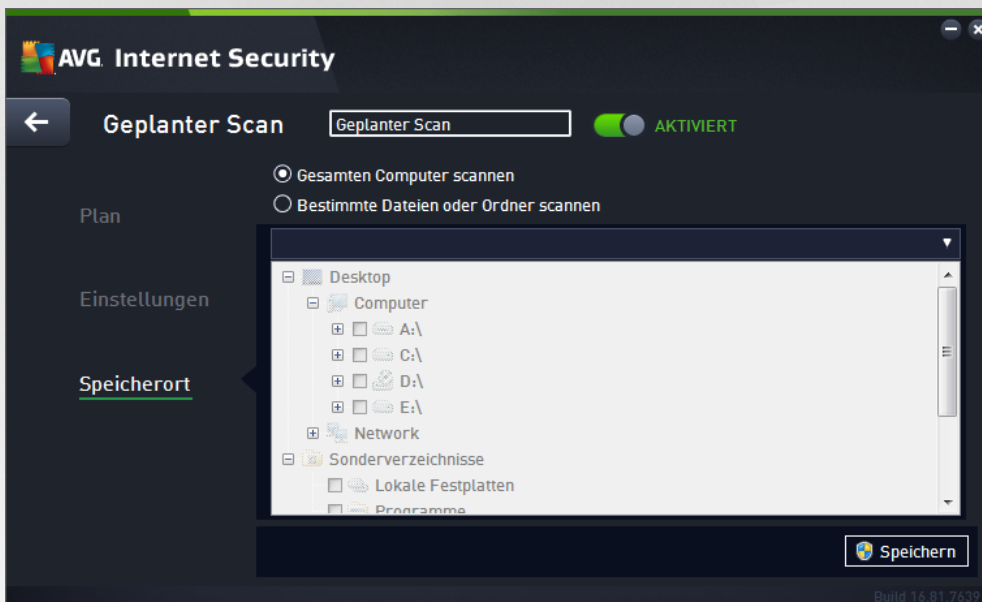 AVG Internet Security
Geplanter Scan
Geplanter Scan
AKTIVIERT
Gesamten Computer scannen
Bestimmte Dateien oder Ordner scannen
Plan
Einstellungen
Speicherort
Desktop
Computer
A:\
C:\
D:\
E:\
Network
Sonderverzeichnisse
Lokale Festplatten
Programme
Speichern
Build 16.81.7639